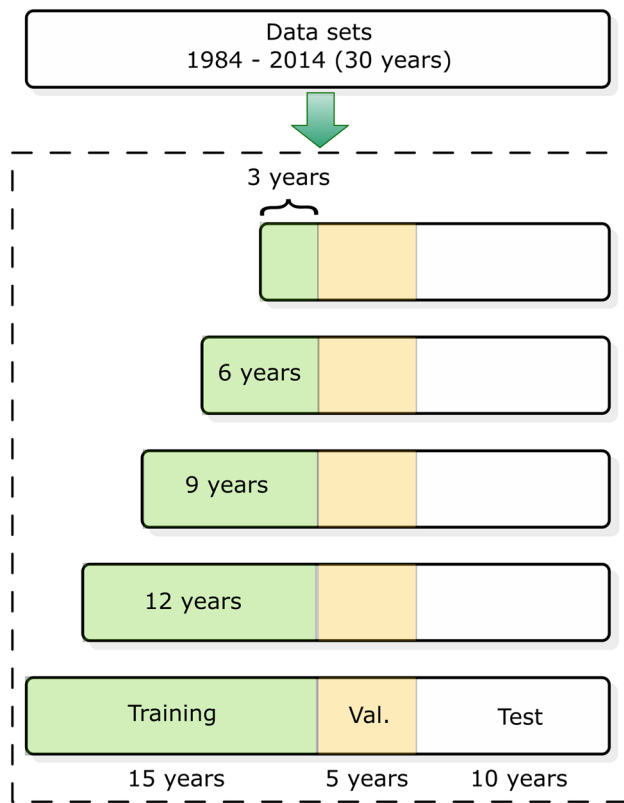 Data sets
1984 - 2014 (30 years)
3 years
6 years
9 years
12 years
Training
Val.
Test
15 years
5 years
10 years